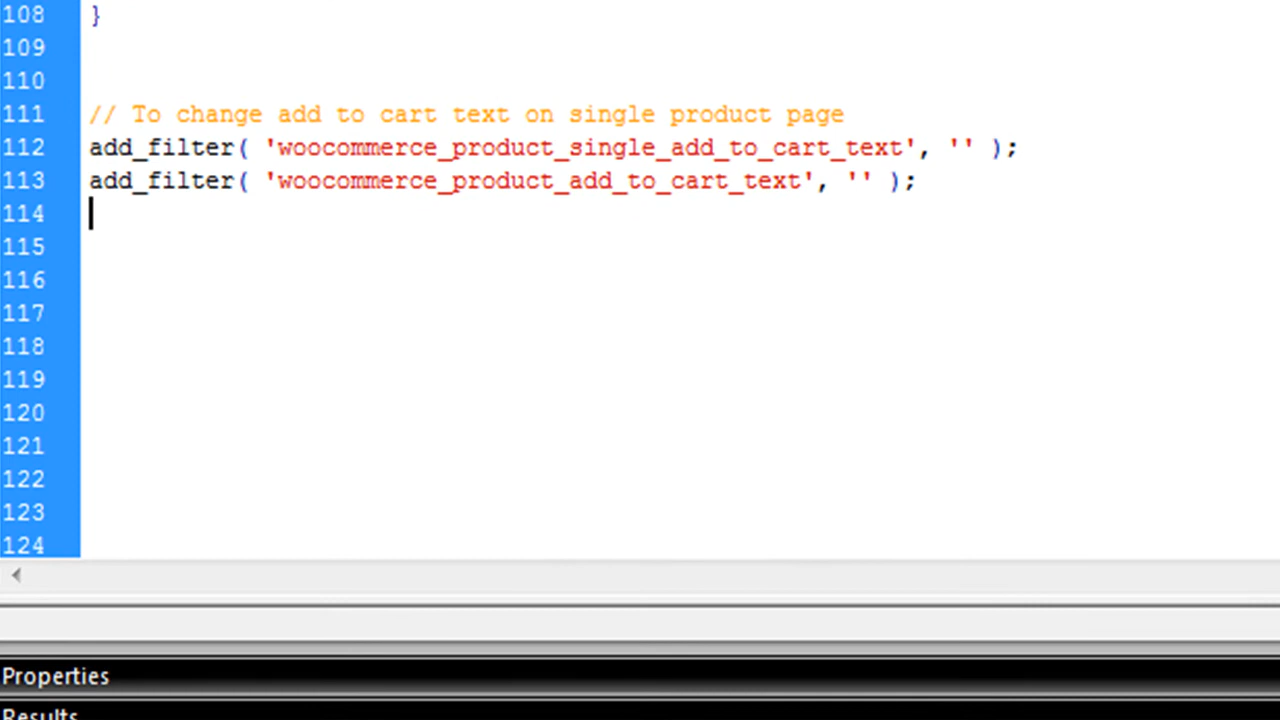 108 }
109
110
111 // To change add to cart text on single product page
112 add_filter( 'woocommerce_product_single_add_to_cart_text', '' );
113 add_filter( 'woocommerce_product_add_to_cart_text', '' );
114
115
116
117
118
119
120
121
122
123
124
Properties
Results